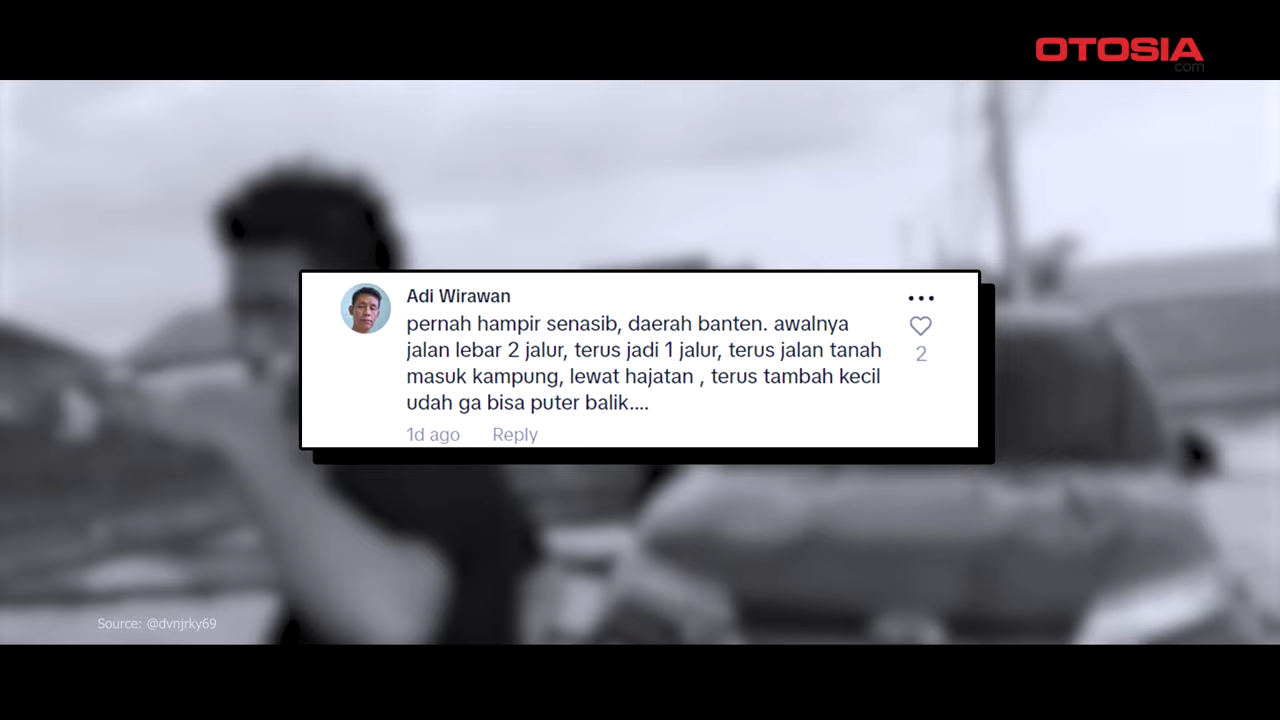 OTOSIA
com
Adi Wirawan
pernah hampir senasib, daerah banten. awalnya
jalan lebar 2 jalur, terus jadi 1 jalur, terus jalan tanah
masuk kampung, lewat hajatan , terus tambah kecil
udah ga bisa puter balik....
2
1d ago Reply
Source: @dvnjrky69